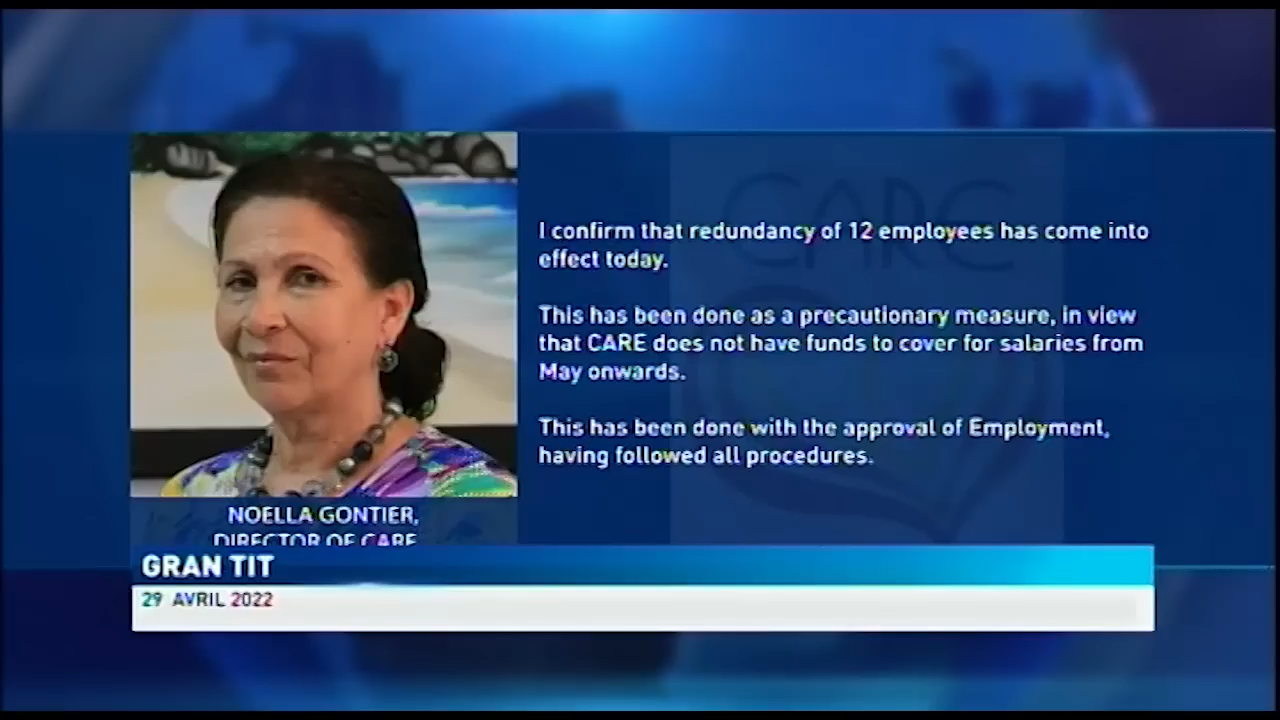 CARE
I confirm that redundancy of 12 employees has come into
effect today.
This has been done as a precautionary measure, in view
that CARE does not have funds to cover for salaries from
May onwards.
This has been done with the approval of Employment,
having followed all procedures.
NOELLA GONTIER,
DIRECTOR OF CARE
GRAN TIT
29 AVRIL 2022